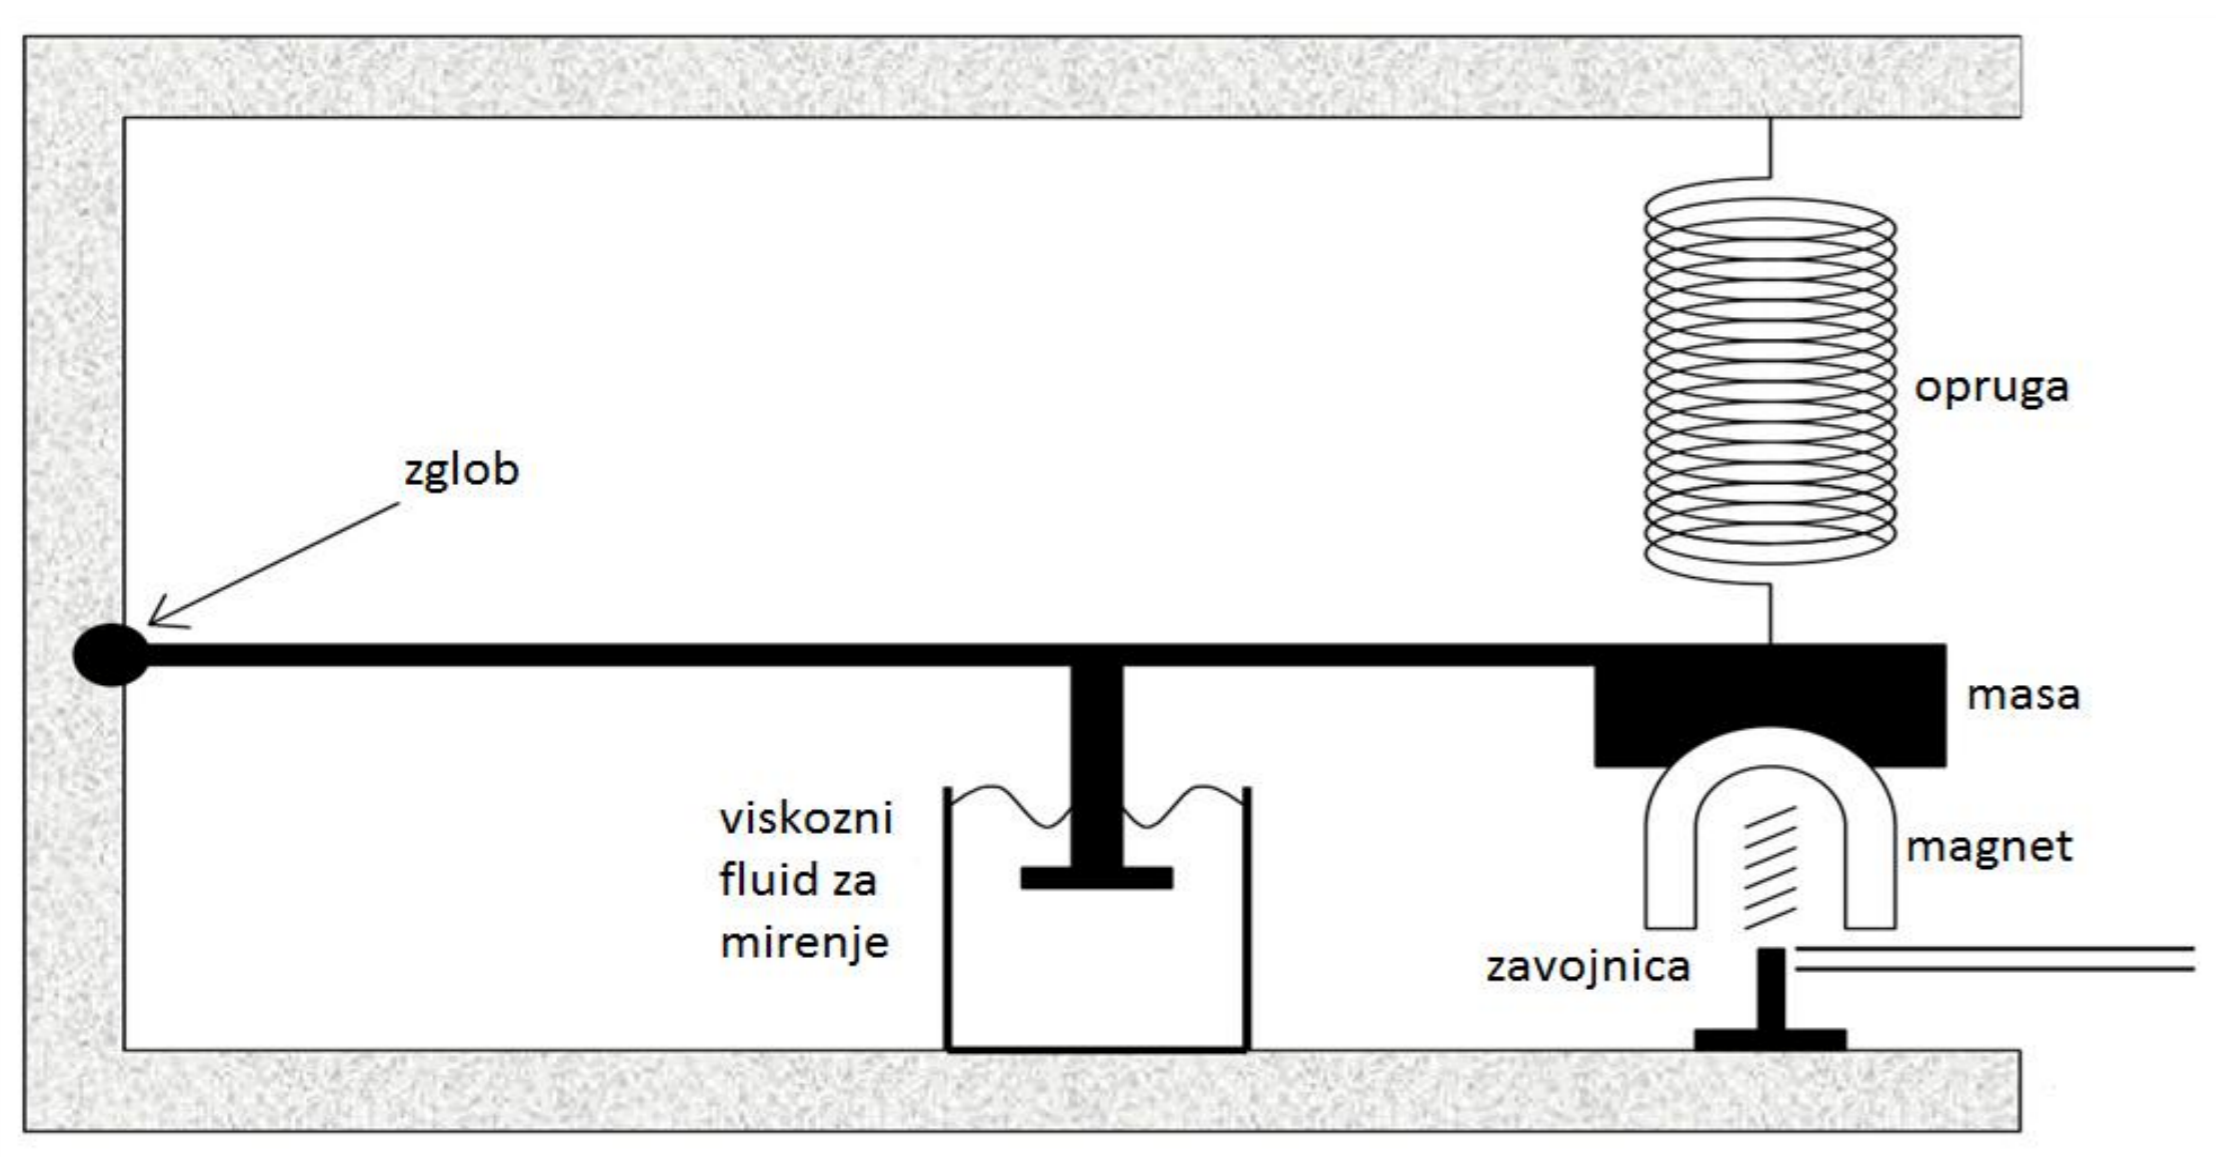 opruga
zglob
masa
viskozni
fluid za
mirenje
magnet
zavojnica